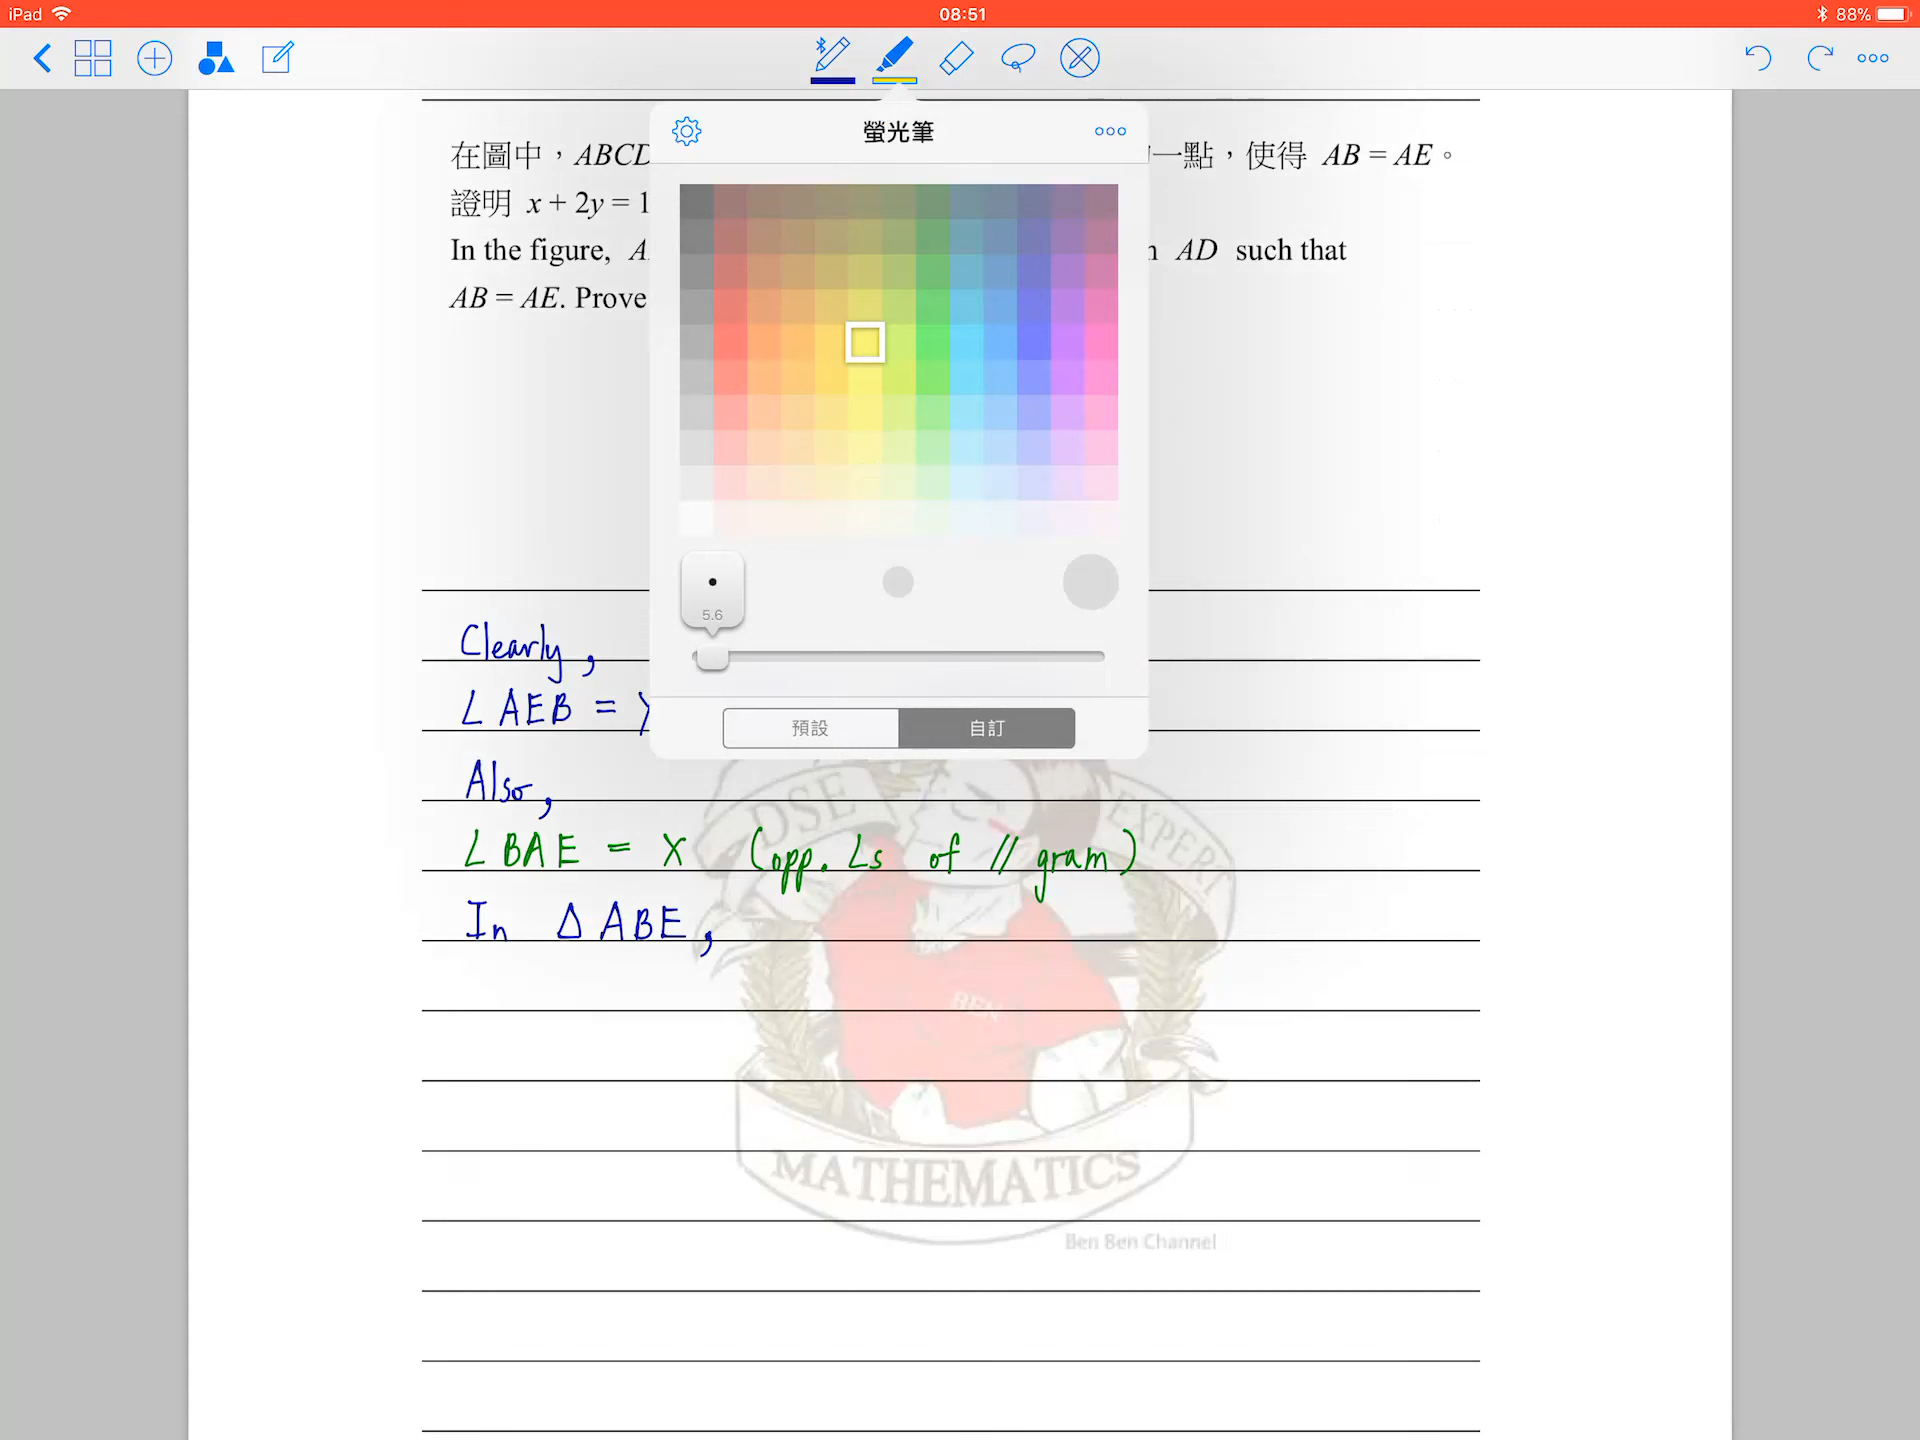 iPad 08:51 88%
螢光筆
在圖中，ABCD 一點，使得 AB = AE。
證明 x + 2y = 1
In the figure, A AD such that
AB = AE. Prove
5.6
預設 自訂
Clearly,
∠AEB = y
Also,
∠BAE = x (opp. ∠s of // gram)
In Δ ABE,
DSE EXPERT
BEN
MATHEMATICS
Ben Ben Channel